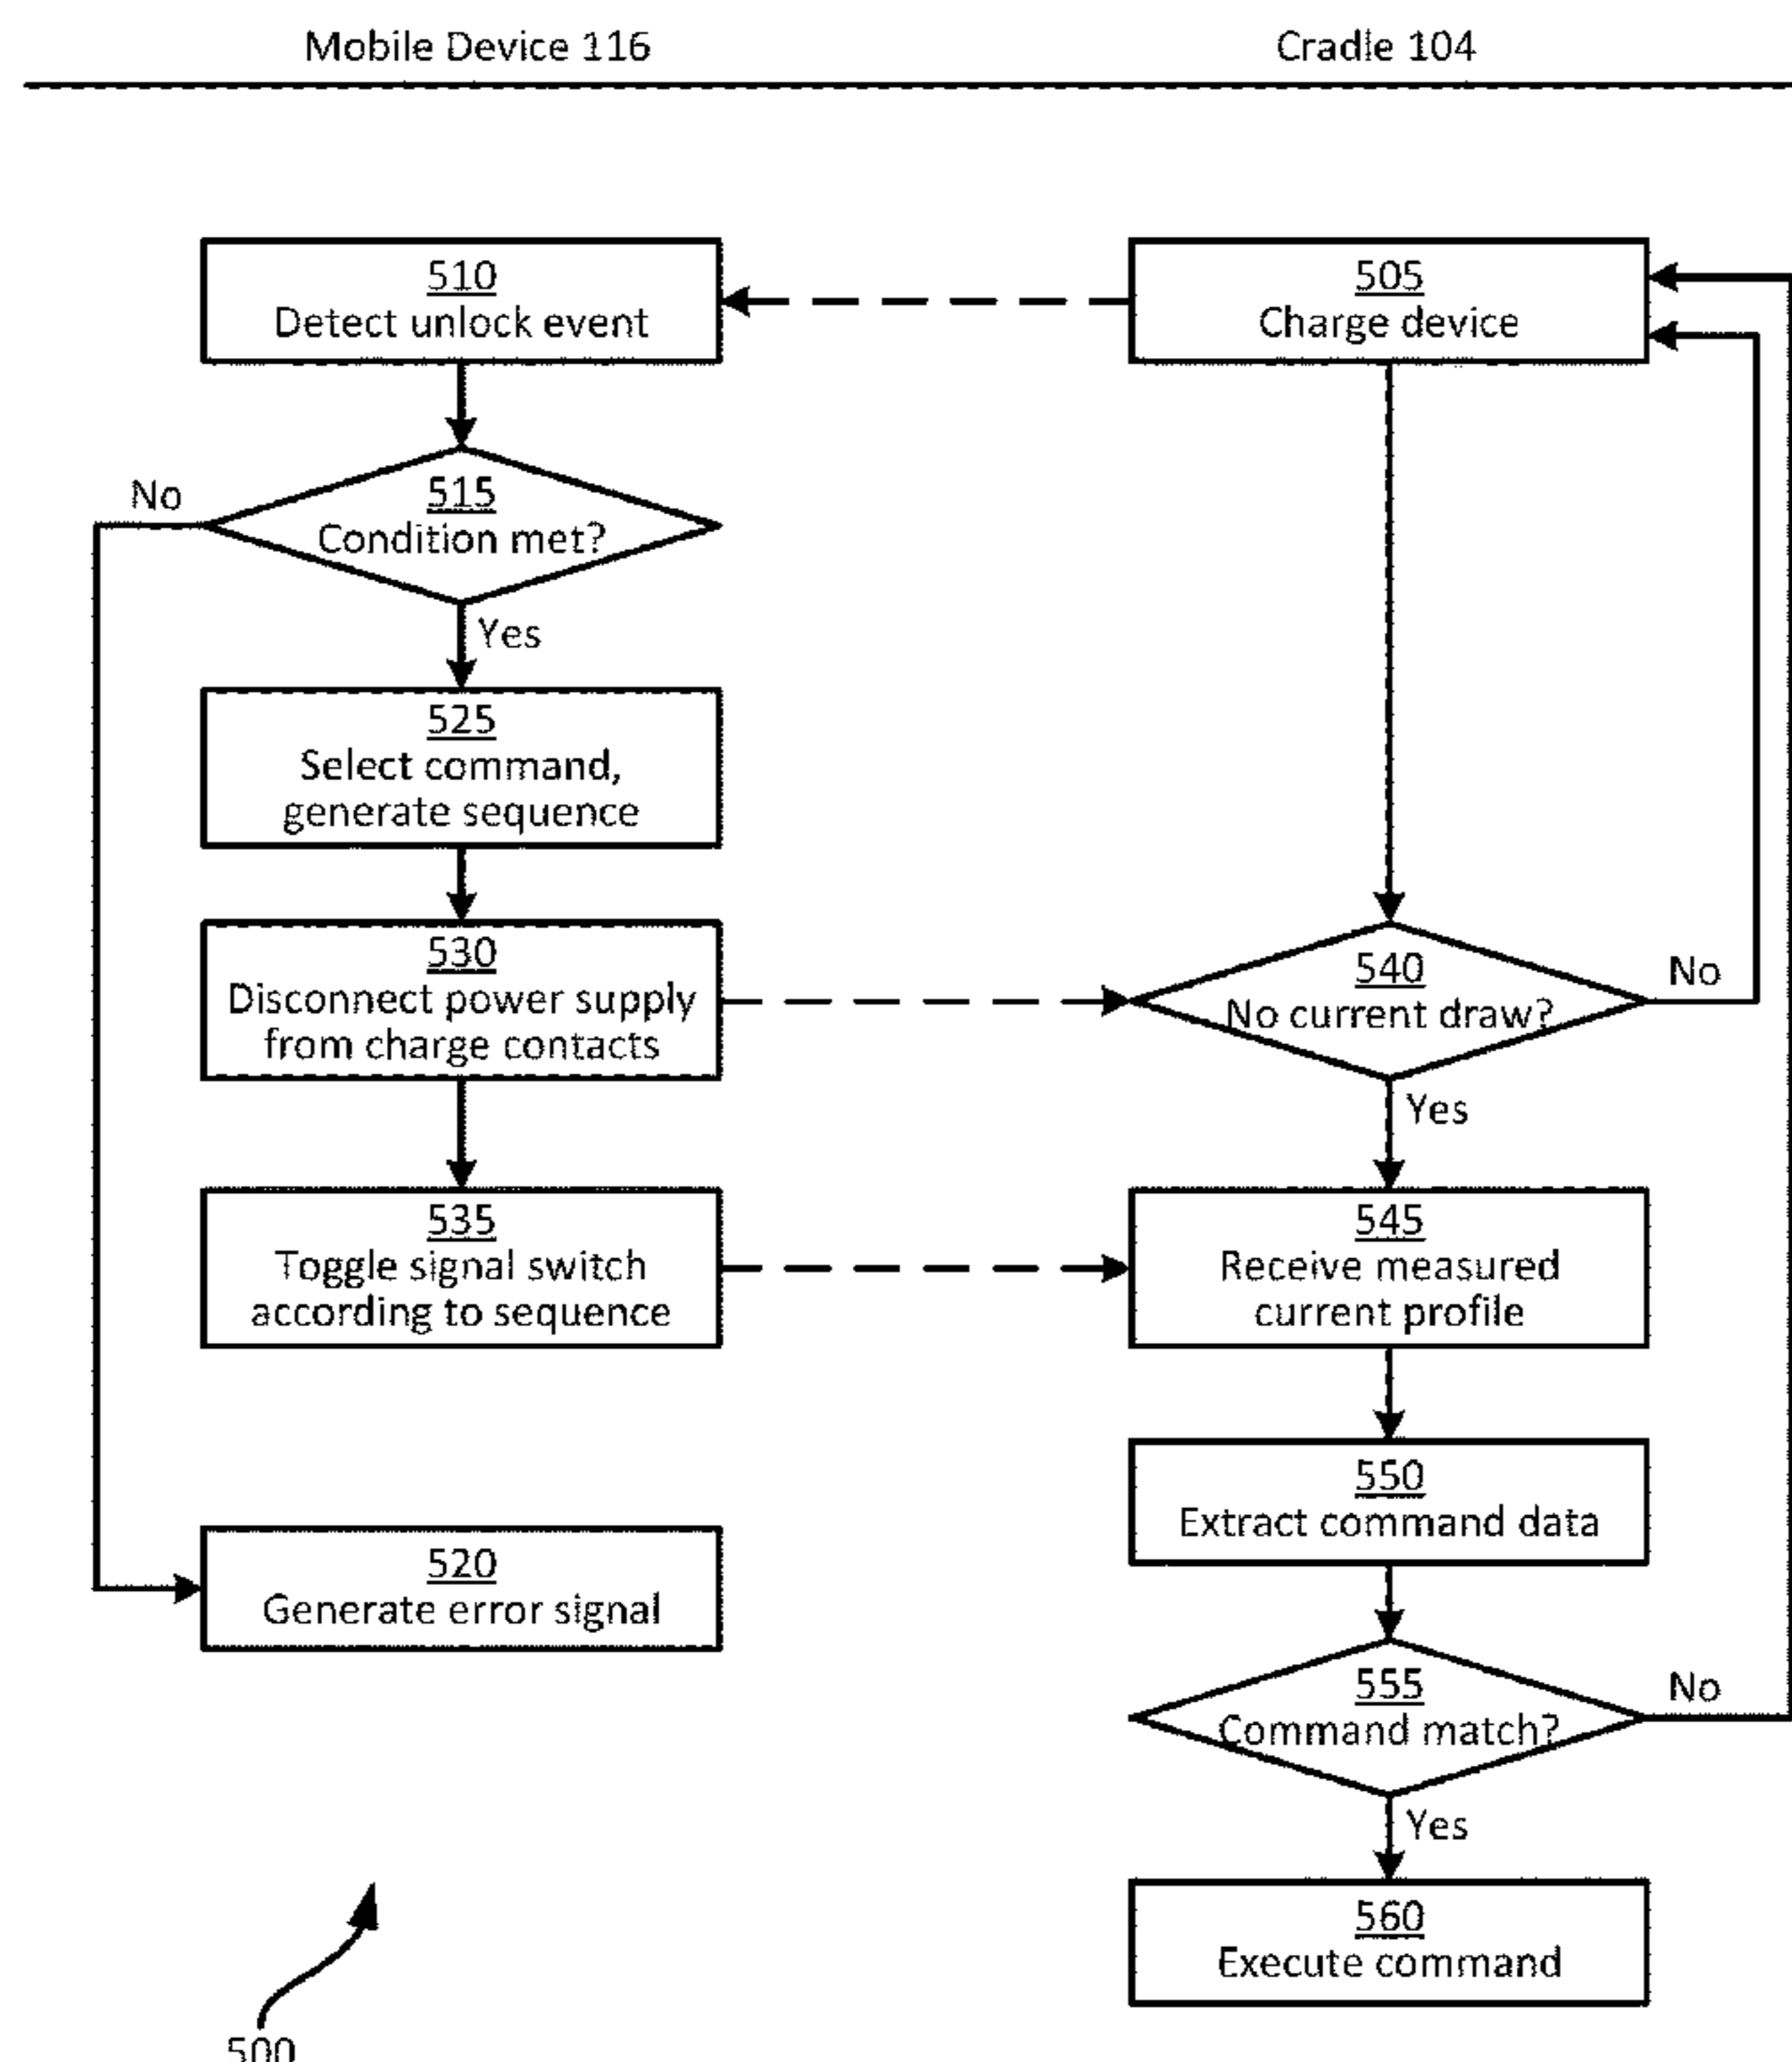 Mobile Device 116
Cradle 104
510
Detect unlock event
505
Charge device
No
515
Condition met?
Yes
525
Select command,
generate sequence
530
Disconnect power supply
from charge contacts
540
No current draw?
No
Yes
535
Toggle signal switch
according to sequence
545
Receive measured
current profile
550
Extract command data
520
Generate error signal
555
Command match?
No
Yes
560
Execute command
500